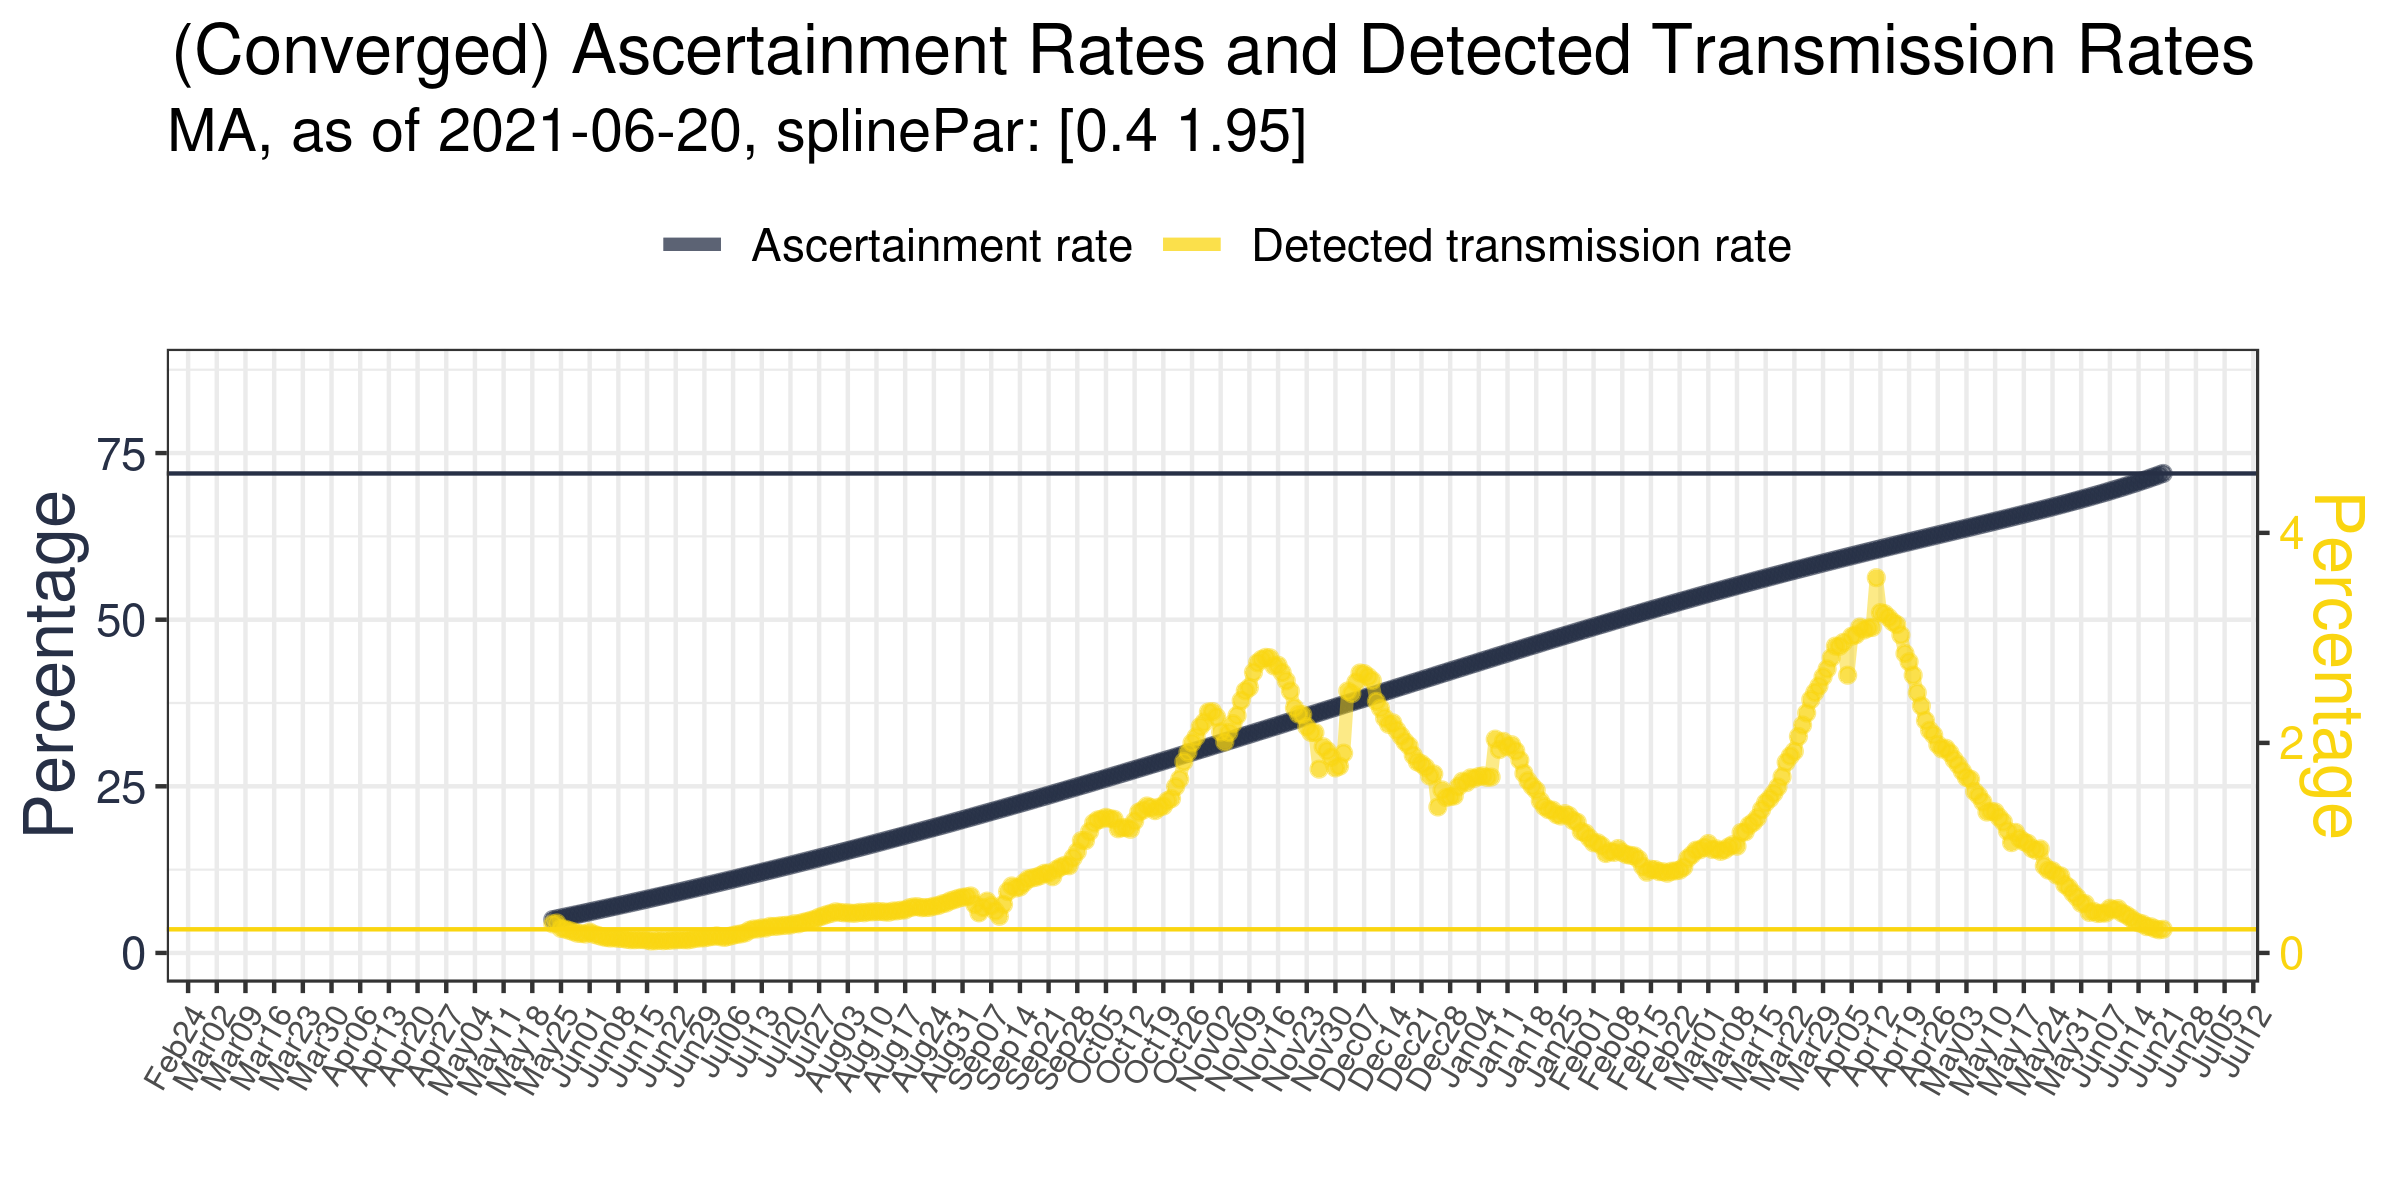 (Converged) Ascertainment Rates and Detected Transmission Rates
MA, as of 2021-06-20, splinePar: [0.4 1.95]
Ascertainment rate
Detected transmission rate
Percentage
75
50
25
0
4
2
0
Percentage
Feb24
Mar02
Mar09
Mar16
Mar23
Mar30
Apr06
Apr13
Apr20
Apr27
May04
May11
May18
May25
Jun01
Jun08
Jun15
Jun22
Jun29
Jul06
Jul13
Jul20
Jul27
Aug03
Aug10
Aug17
Aug24
Aug31
Sep07
Sep14
Sep21
Sep28
Oct05
Oct12
Oct19
Oct26
Nov02
Nov09
Nov16
Nov23
Nov30
Dec07
Dec14
Dec21
Dec28
Dec04
Jan11
Jan18
Jan25
Feb01
Feb08
Feb15
Feb22
Mar01
Mar08
Mar15
Mar22
Mar29
Mar05
Apr12
Apr19
Apr26
Apr03
May10
May17
May24
May31
May07
Jun14
Jun21
Jun28
Jul05
Jul12